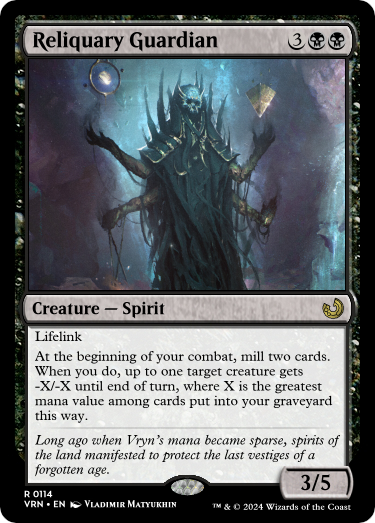 Reliquary Guardian 3
Creature — Spirit
Lifelink
At the beginning of your combat, mill two cards.
When you do, up to one target creature gets
-X/-X until end of turn, where X is the greatest
mana value among cards put into your graveyard
this way.
Long ago when Vryn's mana became sparse, spirits of
the land manifested to protect the last vestiges of a
forgotten age.
3/5
R 0114
VRN • EN Vladimir Matyukhin
™ & © 2024 Wizards of the Coast